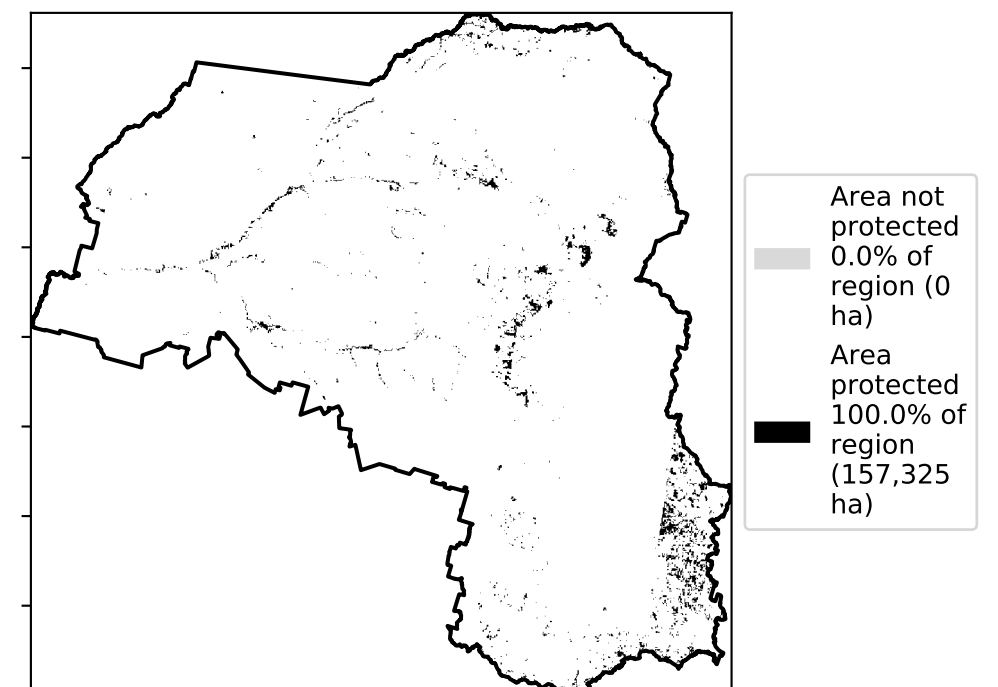 Area not
protected
0.0% of
region (0
ha)
Area
protected
100.0% of
region
(157,325
ha)